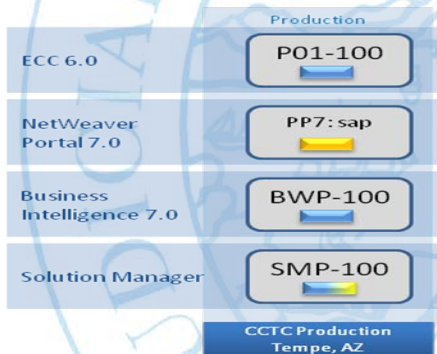 Production
ECC 6.0
P01-100
NetWeaver
Portal 7.0
PP7: sap
Business
Intelligence 7.0
BWP-100
Solution Manager
SMP-100
CCTC Production
Tempe, AZ